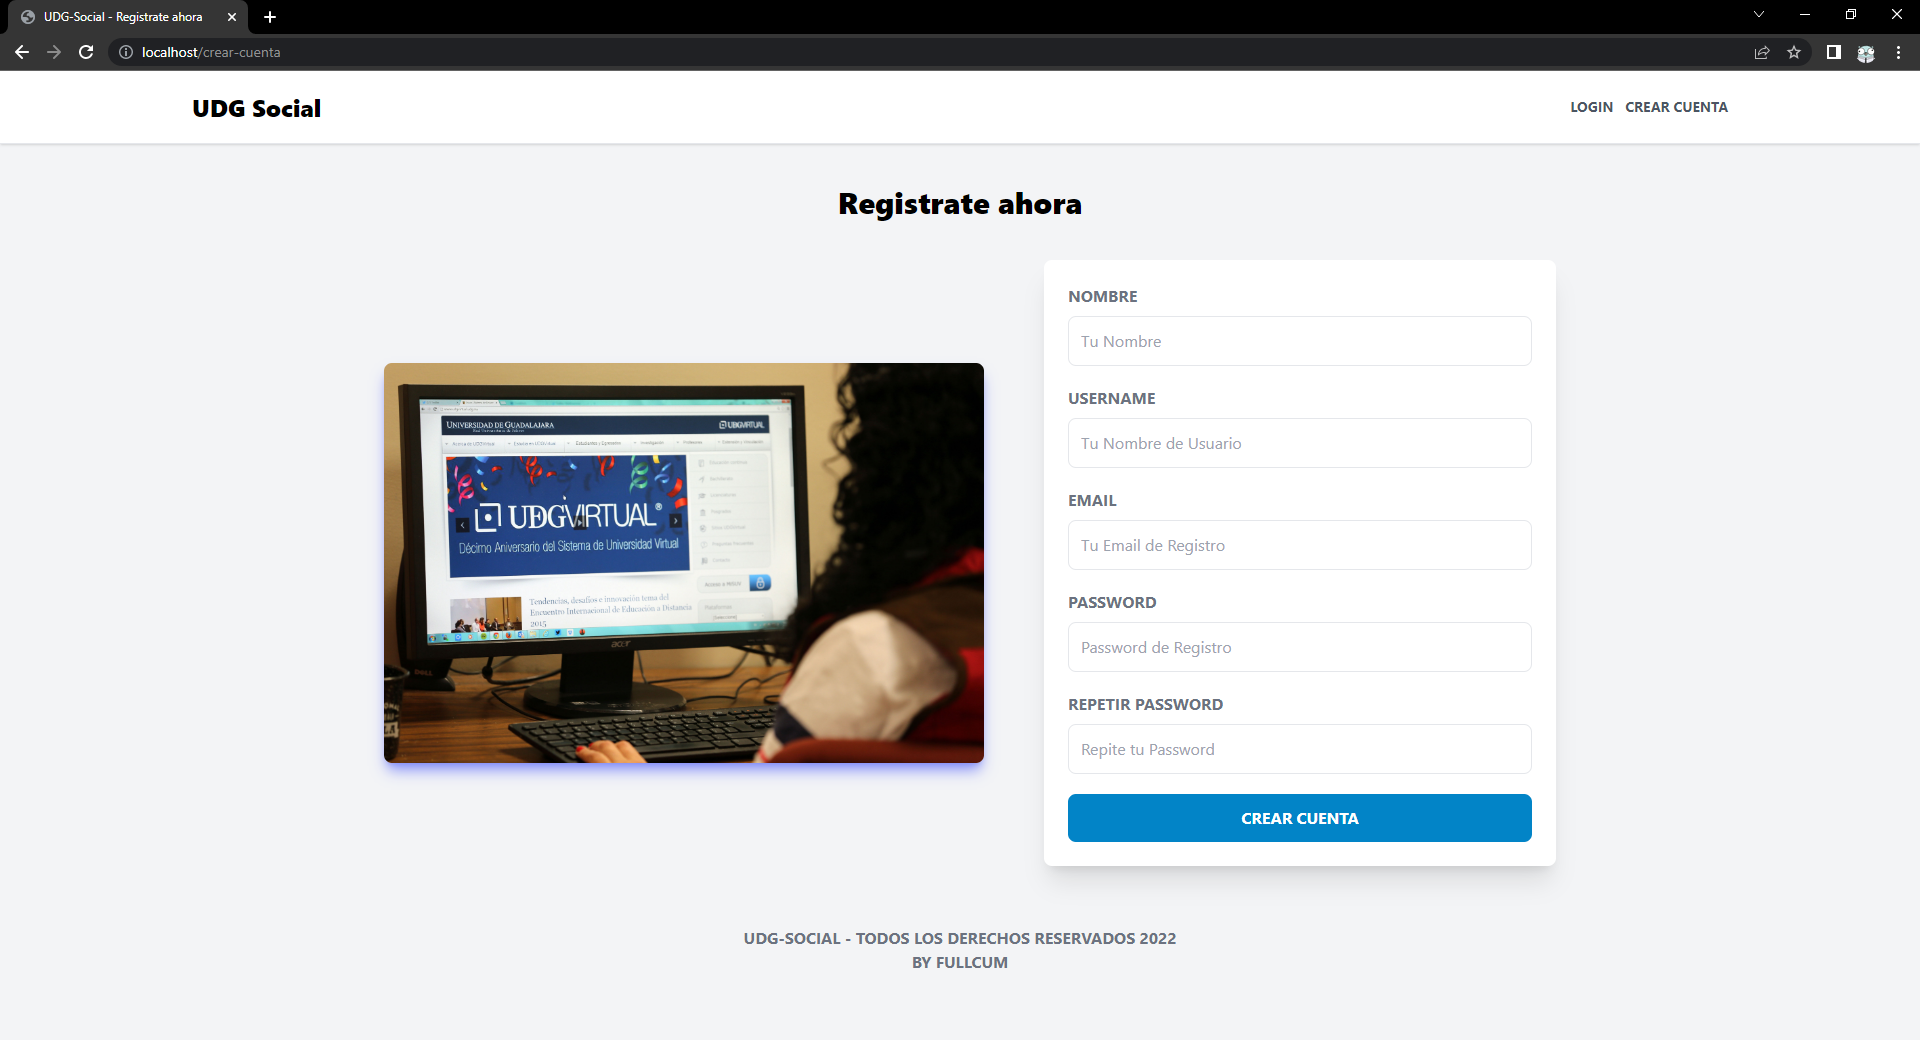 UDG-Social - Registrate ahora
localhost/crear-cuenta
UDG Social
LOGIN CREAR CUENTA
Registrate ahora
UNIVERSIDAD DE GUADALAJARA
UDGVIRTUAL
UDGVIRTUAL®
Décimo Aniversario del Sistema de Universidad Virtual
Tendencias, desafíos e innovación tema del
Encuentro Internacional de Educación a Distancia
2015
acer
DELL
NOMBRE
Tu Nombre
USERNAME
Tu Nombre de Usuario
EMAIL
Tu Email de Registro
PASSWORD
Password de Registro
REPETIR PASSWORD
Repite tu Password
CREAR CUENTA
UDG-SOCIAL - TODOS LOS DERECHOS RESERVADOS 2022
BY FULLCUM